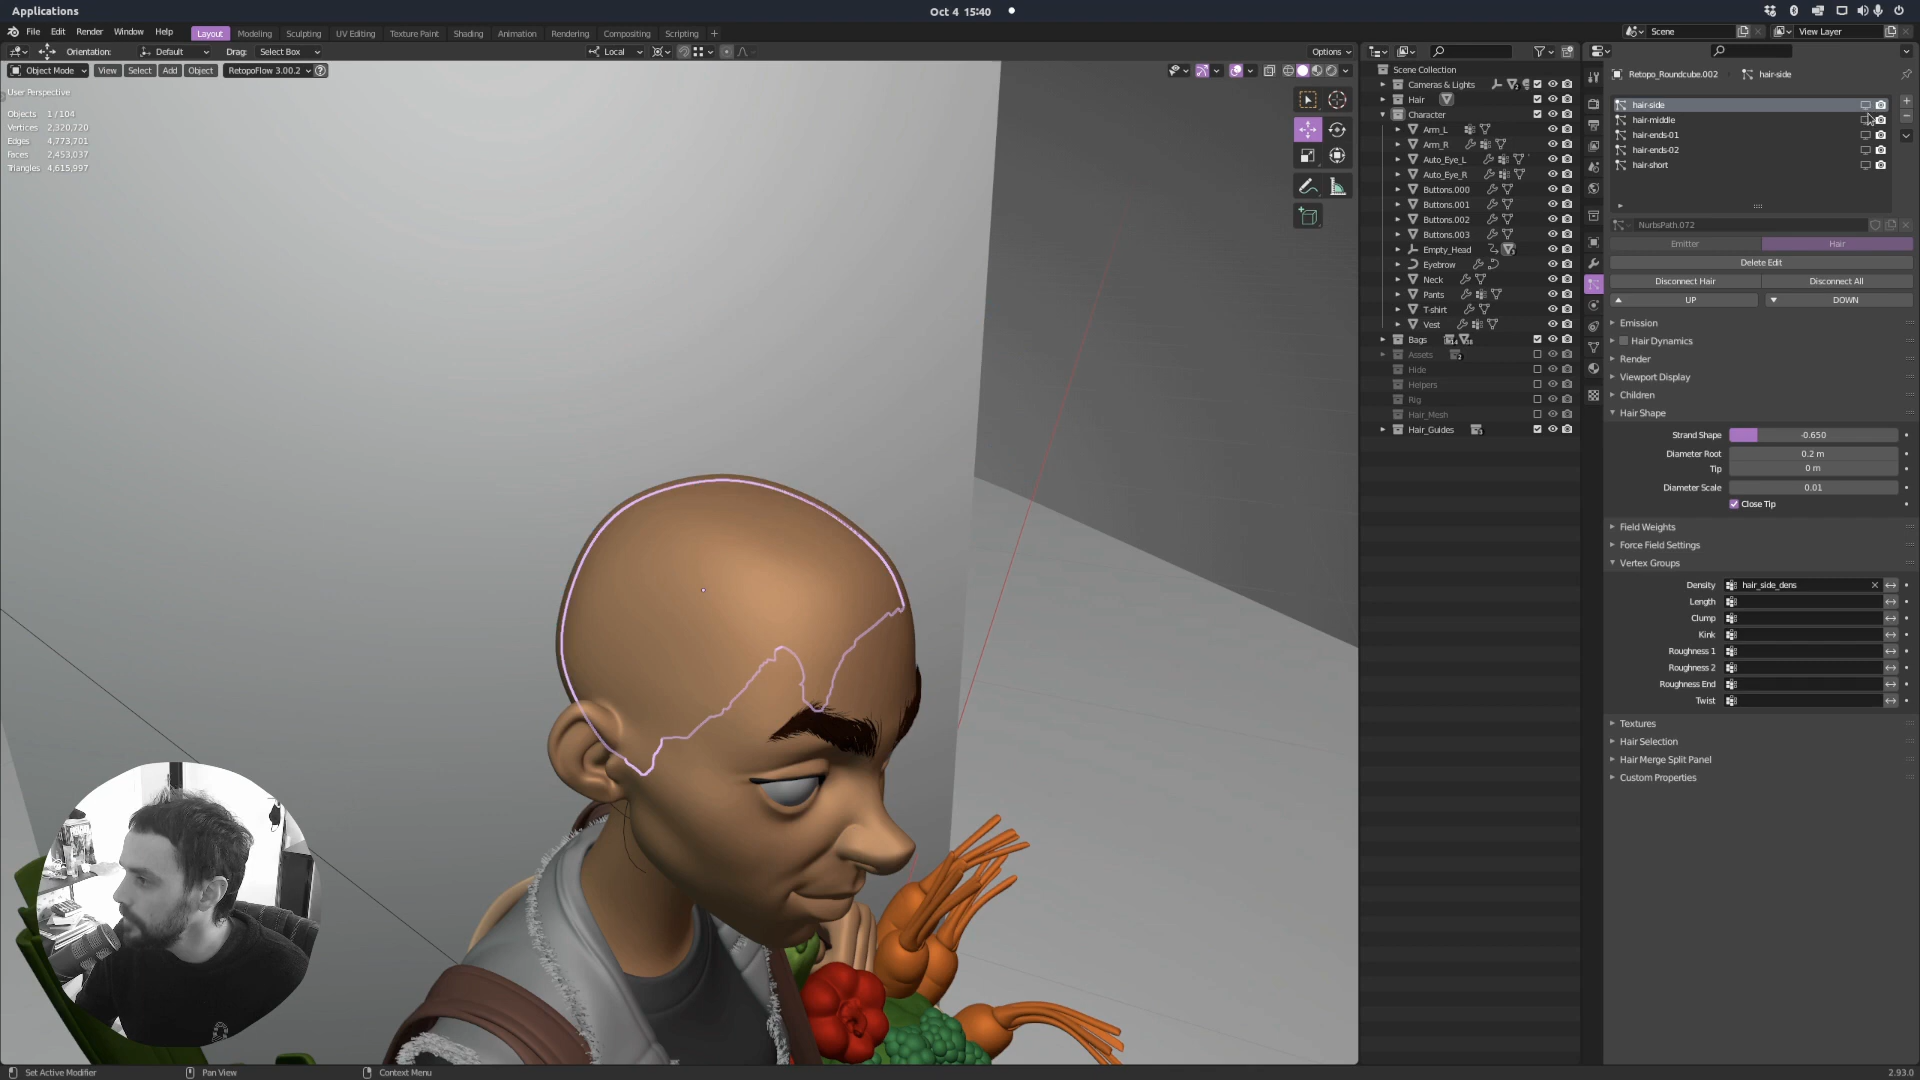 Applications
Oct 4 15:40
File Edit Render Window Help
Layout Modeling Sculpting UV Editing Texture Paint Shading Animation Rendering Compositing Scripting +
Scene
View Layer
Orientation: Default Drag: Select Box
Local
Options
Object Mode View Select Add Object RetopoFlow 3.00.2
User Perspective
Objects 1 / 104
Vertices 2,320,720
Edges 4,773,701
Faces 2,453,037
Triangles 4,615,997
Scene Collection
Cameras & Lights
Hair
Character
Arm_L
Arm_R
Auto_Eye_L
Auto_Eye_R
Buttons.000
Buttons.001
Buttons.002
Buttons.003
Empty_Head
Eyebrow
Neck
Pants
T-shirt
Vest
Bags
Assets
Hide
Helpers
Rig
Hair_Mesh
Hair_Guides
Retopo_Roundcube.002 hair-side
hair-side
hair-middle
hair-ends-01
hair-ends-02
hair-short
NurbsPath.072
Emitter Hair
Delete Edit
Disconnect Hair Disconnect All
UP DOWN
Emission
Hair Dynamics
Render
Viewport Display
Children
Hair Shape
Strand Shape -0.650
Diameter Root 0.2 m
Tip 0 m
Diameter Scale 0.01
Close Tip
Field Weights
Force Field Settings
Vertex Groups
Density hair_side_dens
Length
Clump
Kink
Roughness 1
Roughness 2
Roughness End
Twist
Textures
Hair Selection
Hair Merge Split Panel
Custom Properties
Set Active Modifier Pan View Context Menu
2.93.0